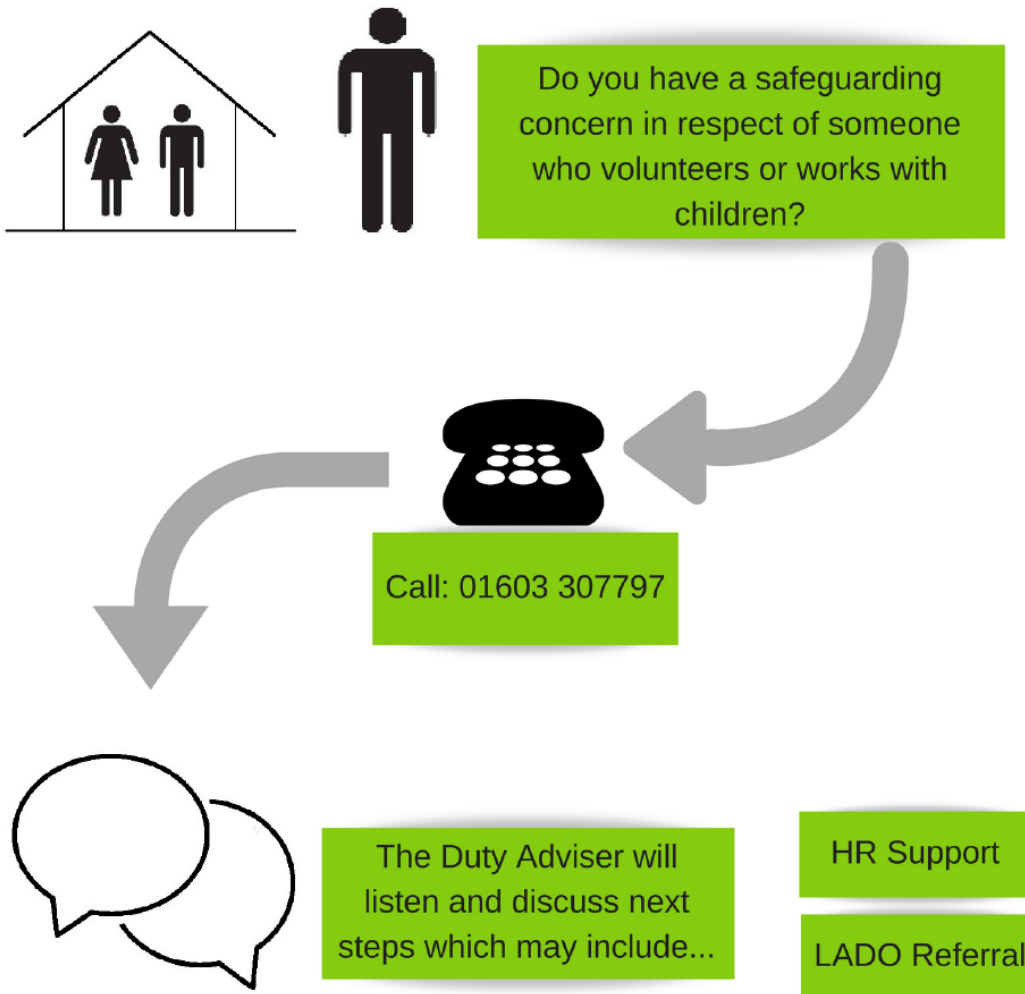 Do you have a safeguarding
concern in respect of someone
who volunteers or works with
children?
Call: 01603 307797
The Duty Adviser will
listen and discuss next
steps which may include...
HR Support
LADO Referral